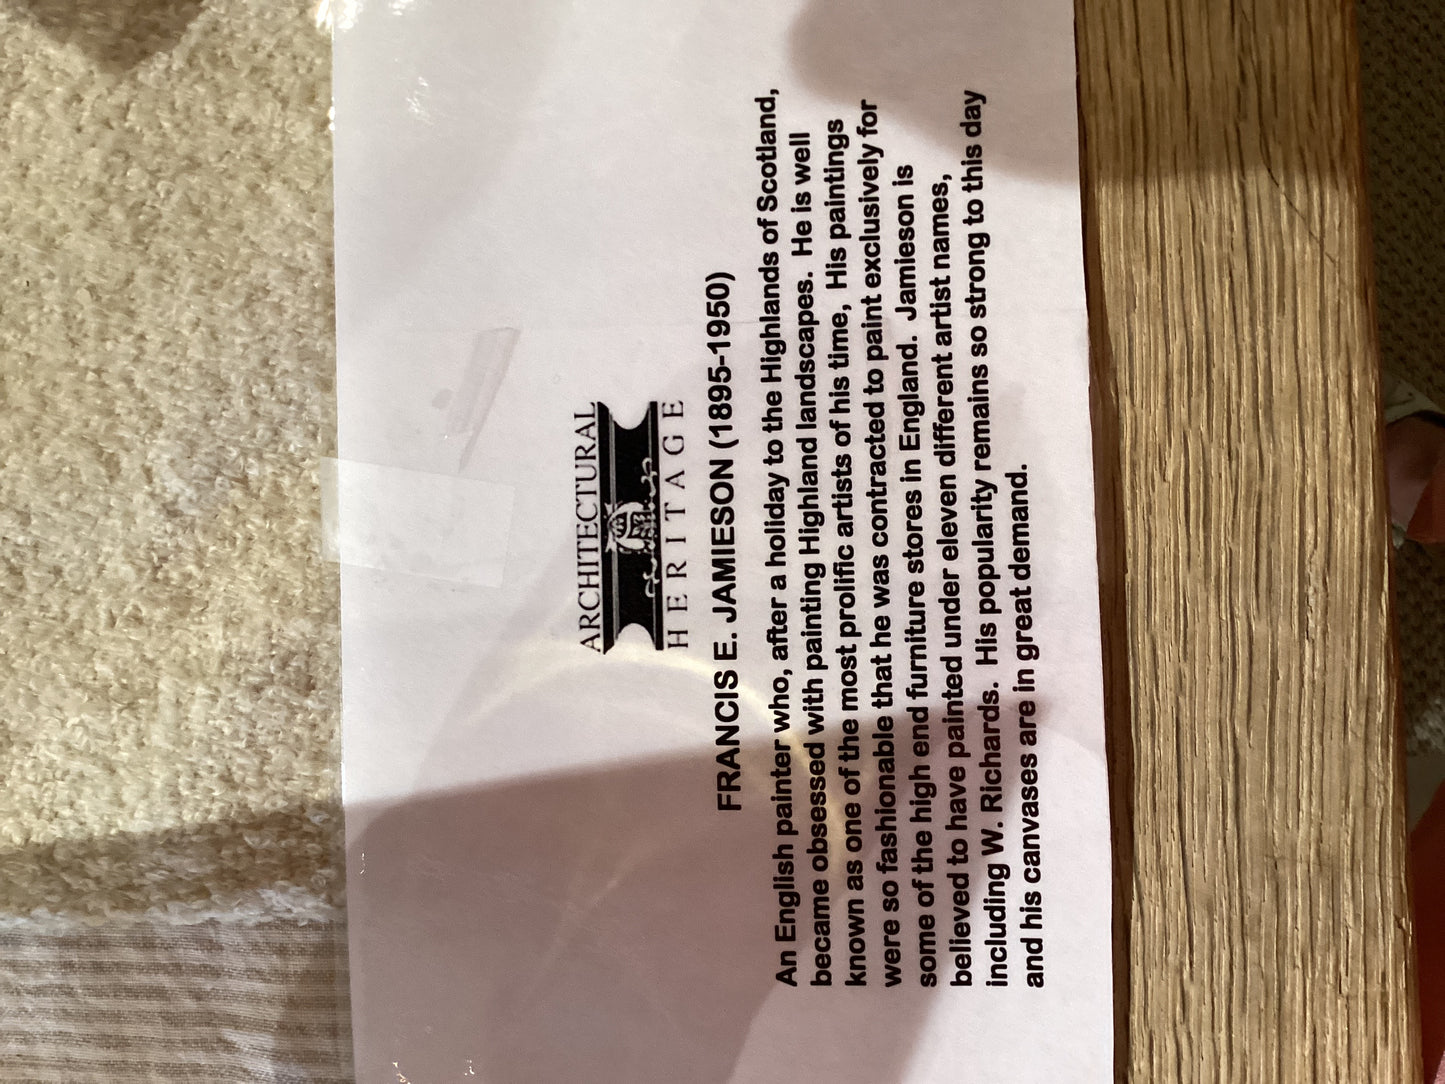 ARCHITECTURAL
HERITAGE
FRANCIS E. JAMIESON (1895-1950)
An English painter who, after a holiday to the Highlands of Scotland,
became obsessed with painting Highland landscapes.  He is well
known as one of the most prolific artists of his time,  His paintings
were so fashionable that he was contracted to paint exclusively for
some of the high end furniture stores in England.  Jamieson is
believed to have painted under eleven different artist names,
including W. Richards.  His popularity remains so strong to this day
and his canvases are in great demand.